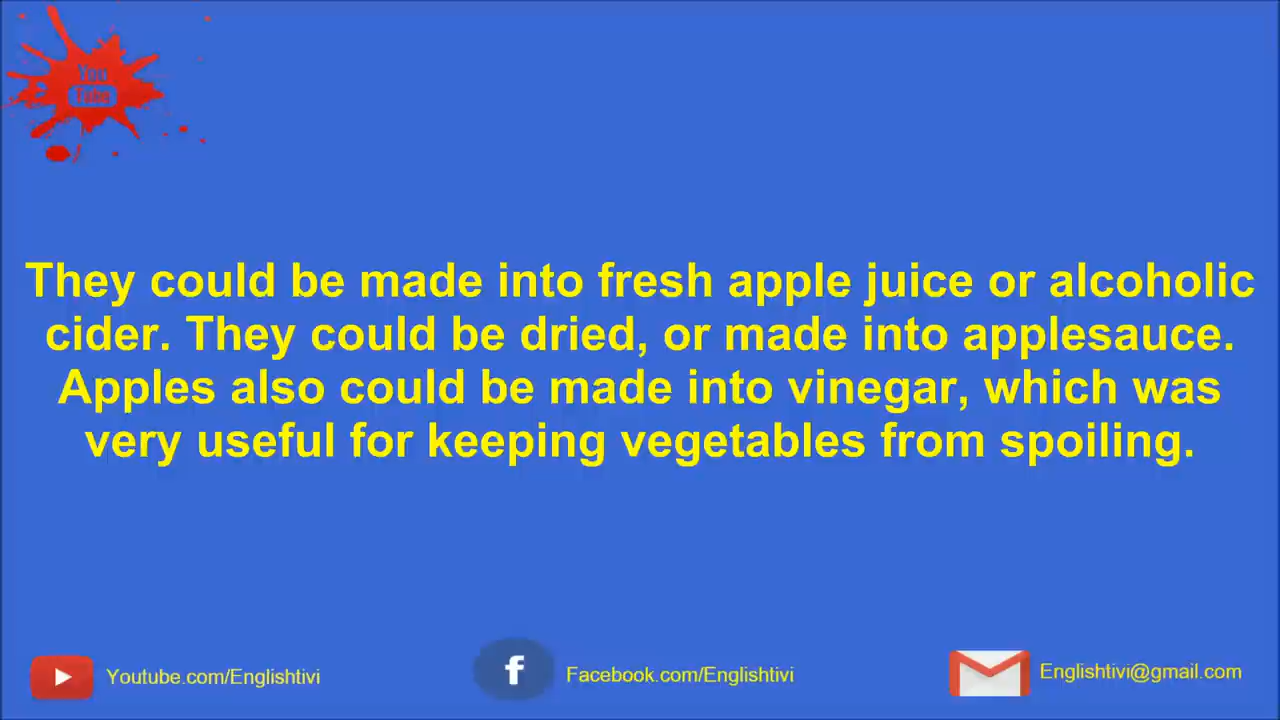 You
Tube
They could be made into fresh apple juice or alcoholic
cider. They could be dried, or made into applesauce.
Apples also could be made into vinegar, which was
very useful for keeping vegetables from spoiling.
Youtube.com/Englishtivi
f
Facebook.com/Englishtivi
Englishtivi@gmail.com